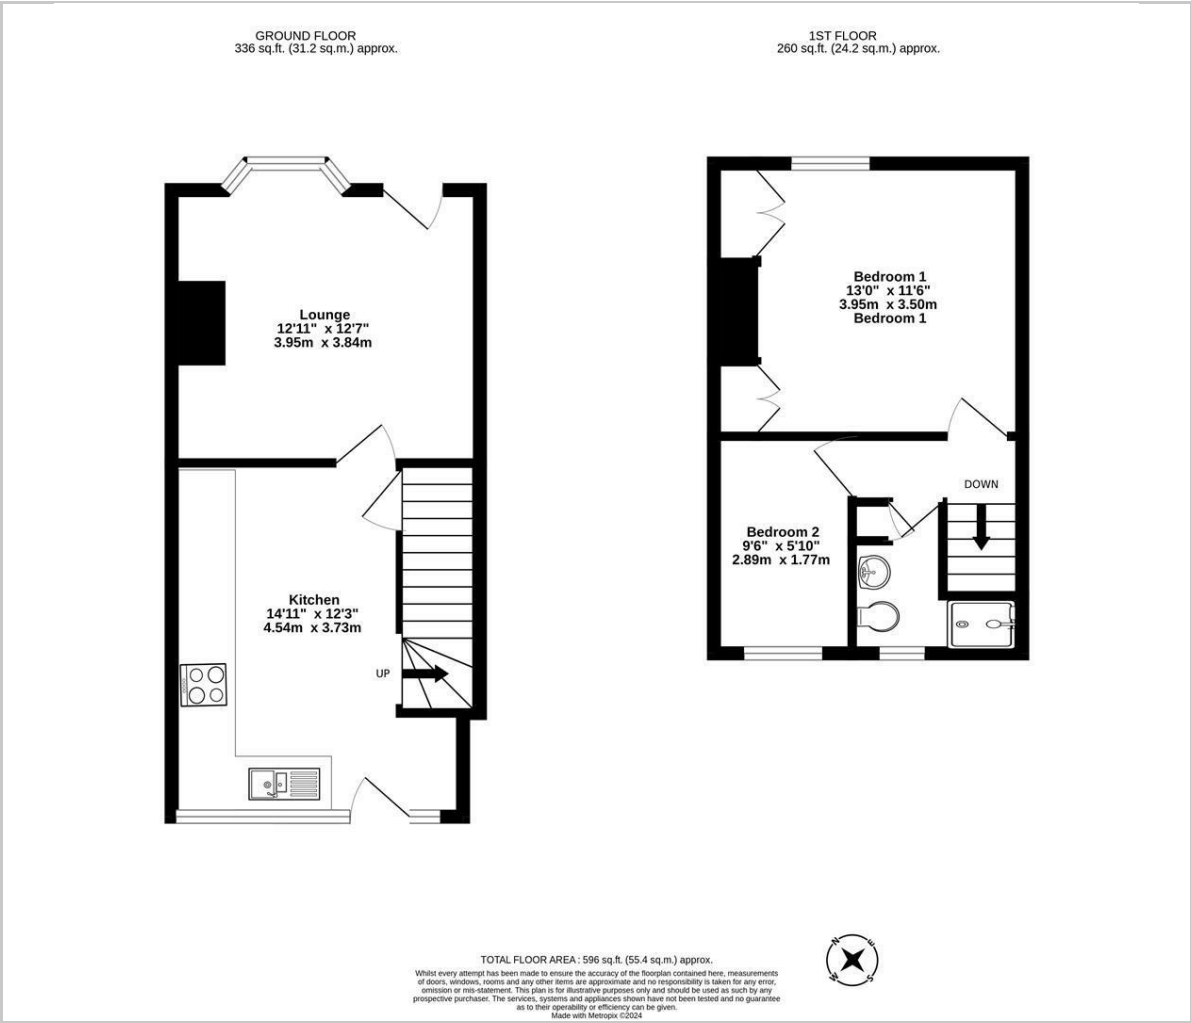 GROUND FLOOR
336 sq.ft. (31.2 sq.m.) approx.
1ST FLOOR
260 sq.ft. (24.2 sq.m.) approx.
Lounge
12'11" x 12'7"
3.95m x 3.84m
Kitchen
14'11" x 12'3"
4.54m x 3.73m
UP
Bedroom 1
13'0" x 11'6"
3.95m x 3.50m
Bedroom 1
DOWN
Bedroom 2
9'6" x 5'10"
2.89m x 1.77m
TOTAL FLOOR AREA : 596 sq.ft. (55.4 sq.m.) approx.
Whilst every attempt has been made to ensure the accuracy of the floorplan contained here, measurements
of doors, windows, rooms and any other items are approximate and no responsibility is taken for any error,
omission or mis-statement. This plan is for illustrative purposes only and should be used as such by any
prospective purchaser. The services, systems and appliances shown have not been tested and no guarantee
as to their operability or efficiency can be given.
Made with Metropix ©2024
N
E
S
W